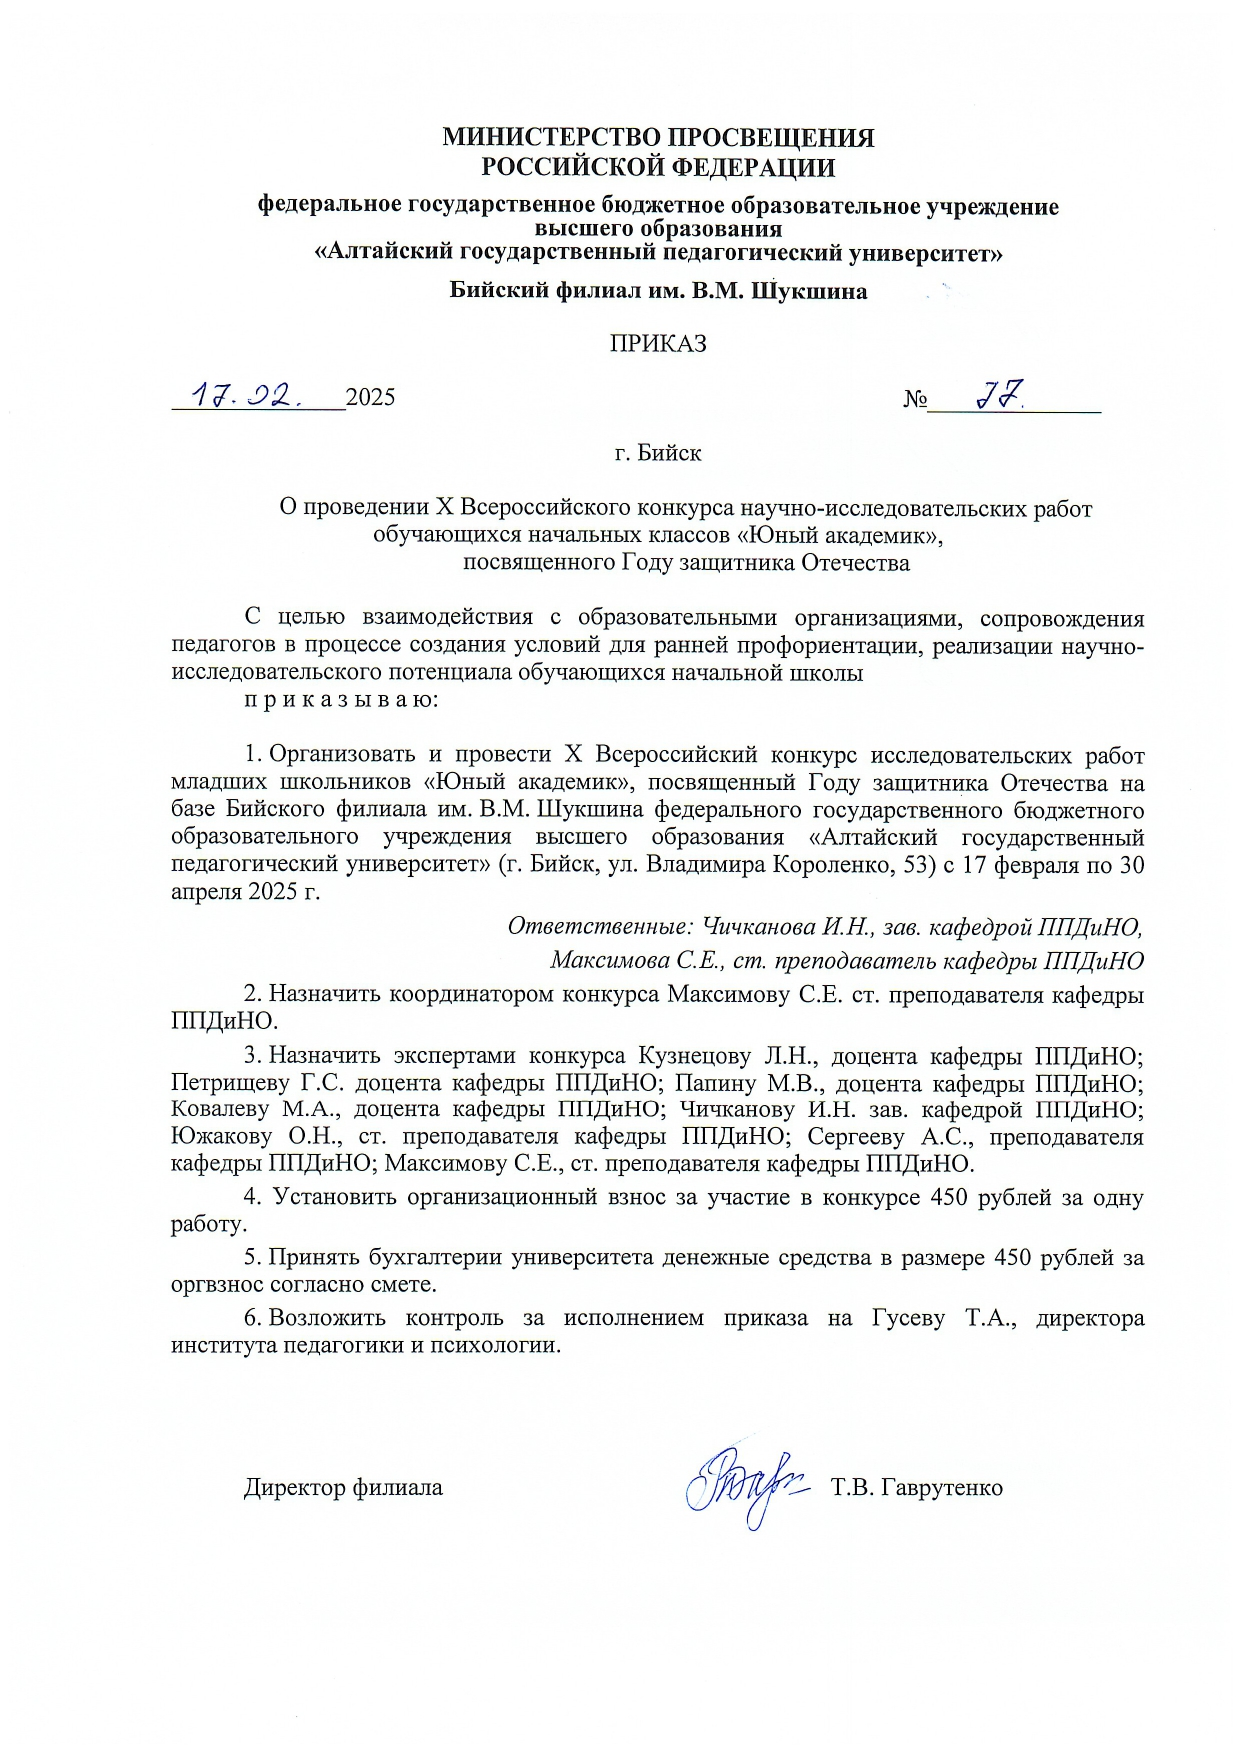 МИНИСТЕРСТВО ПРОСВЕЩЕНИЯ
РОССИЙСКОЙ ФЕДЕРАЦИИ
федеральное государственное бюджетное образовательное учреждение
высшего образования
«Алтайский государственный педагогический университет»
Бийский филиал им. В.М. Шукшина
ПРИКАЗ
17.02. 2025 № 77.
г. Бийск
О проведении X Всероссийского конкурса научно-исследовательских работ
обучающихся начальных классов «Юный академик»,
посвященного Году защитника Отечества
С целью взаимодействия с образовательными организациями, сопровождения
педагогов в процессе создания условий для ранней профориентации, реализации научно-
исследовательского потенциала обучающихся начальной школы
п р и к а з ы в а ю:
1. Организовать и провести X Всероссийский конкурс исследовательских работ
младших школьников «Юный академик», посвященный Году защитника Отечества на
базе Бийского филиала им. В.М. Шукшина федерального государственного бюджетного
образовательного учреждения высшего образования «Алтайский государственный
педагогический университет» (г. Бийск, ул. Владимира Короленко, 53) с 17 февраля по 30
апреля 2025 г.
Ответственные: Чичканова И.Н., зав. кафедрой ППДиНО,
Максимова С.Е., ст. преподаватель кафедры ППДиНО
2. Назначить координатором конкурса Максимову С.Е. ст. преподавателя кафедры
ППДиНО.
3. Назначить экспертами конкурса Кузнецову Л.Н., доцента кафедры ППДиНО;
Петрищеву Г.С. доцента кафедры ППДиНО; Папину М.В., доцента кафедры ППДиНО;
Ковалеву М.А., доцента кафедры ППДиНО; Чичканову И.Н. зав. кафедрой ППДиНО;
Южакову О.Н., ст. преподавателя кафедры ППДиНО; Сергееву А.С., преподавателя
кафедры ППДиНО; Максимову С.Е., ст. преподавателя кафедры ППДиНО.
4. Установить организационный взнос за участие в конкурсе 450 рублей за одну
работу.
5. Принять бухгалтерии университета денежные средства в размере 450 рублей за
оргвзнос согласно смете.
6. Возложить контроль за исполнением приказа на Гусеву Т.А., директора
института педагогики и психологии.
Директор филиала Т.В. Гаврутенко